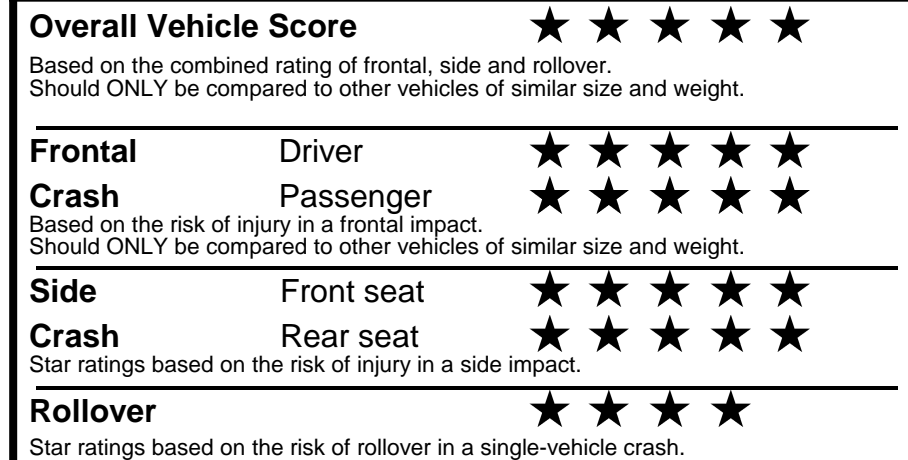 Overall Vehicle Score ★ ★ ★ ★ ★
Based on the combined rating of frontal, side and rollover.
Should ONLY be compared to other vehicles of similar size and weight.
Frontal Driver ★ ★ ★ ★ ★
Crash Passenger ★ ★ ★ ★ ★
Based on the risk of injury in a frontal impact.
Should ONLY be compared to other vehicles of similar size and weight.
Side Front seat ★ ★ ★ ★ ★
Crash Rear seat ★ ★ ★ ★ ★
Star ratings based on the risk of injury in a side impact.
Rollover ★ ★ ★ ★
Star ratings based on the risk of rollover in a single-vehicle crash.